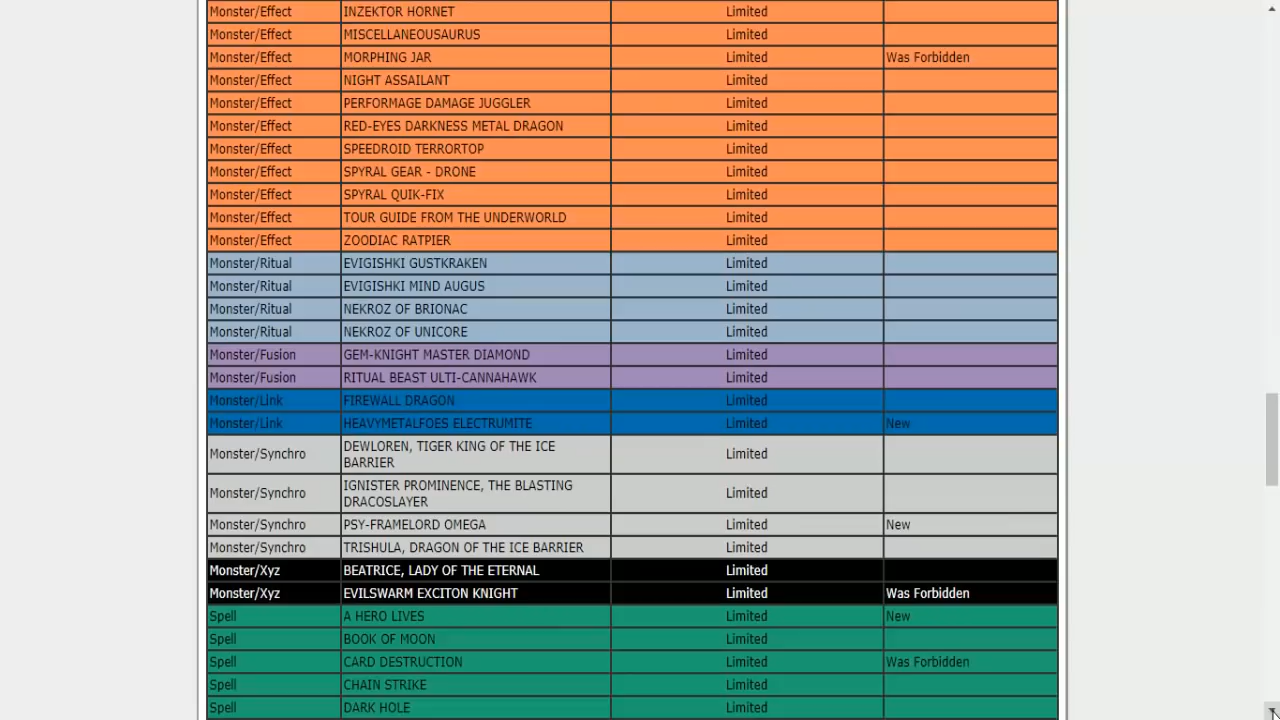 Monster/Effect INZEKTOR HORNET Limited
Monster/Effect MISCELLANEOUSAURUS Limited
Monster/Effect MORPHING JAR Limited Was Forbidden
Monster/Effect NIGHT ASSAILANT Limited
Monster/Effect PERFORMAGE DAMAGE JUGGLER Limited
Monster/Effect RED-EYES DARKNESS METAL DRAGON Limited
Monster/Effect SPEEDROID TERRORTOP Limited
Monster/Effect SPYRAL GEAR - DRONE Limited
Monster/Effect SPYRAL QUIK-FIX Limited
Monster/Effect TOUR GUIDE FROM THE UNDERWORLD Limited
Monster/Effect ZOODIAC RATPIER Limited
Monster/Ritual EVIGISHKI GUSTKRAKEN Limited
Monster/Ritual EVIGISHKI MIND AUGUS Limited
Monster/Ritual NEKROZ OF BRIONAC Limited
Monster/Ritual NEKROZ OF UNICORE Limited
Monster/Fusion GEM-KNIGHT MASTER DIAMOND Limited
Monster/Fusion RITUAL BEAST ULTI-CANNAHAWK Limited
Monster/Link FIREWALL DRAGON Limited
Monster/Link HEAVYMETALFOES ELECTRUMITE Limited New
Monster/Synchro DEWLOREN, TIGER KING OF THE ICE
BARRIER Limited
Monster/Synchro IGNISTER PROMINENCE, THE BLASTING
DRACOSLAYER Limited
Monster/Synchro PSY-FRAMELORD OMEGA Limited New
Monster/Synchro TRISHULA, DRAGON OF THE ICE BARRIER Limited
Monster/Xyz BEATRICE, LADY OF THE ETERNAL Limited
Monster/Xyz EVILSWARM EXCITON KNIGHT Limited Was Forbidden
Spell A HERO LIVES Limited New
Spell BOOK OF MOON Limited
Spell CARD DESTRUCTION Limited Was Forbidden
Spell CHAIN STRIKE Limited
Spell DARK HOLE Limited